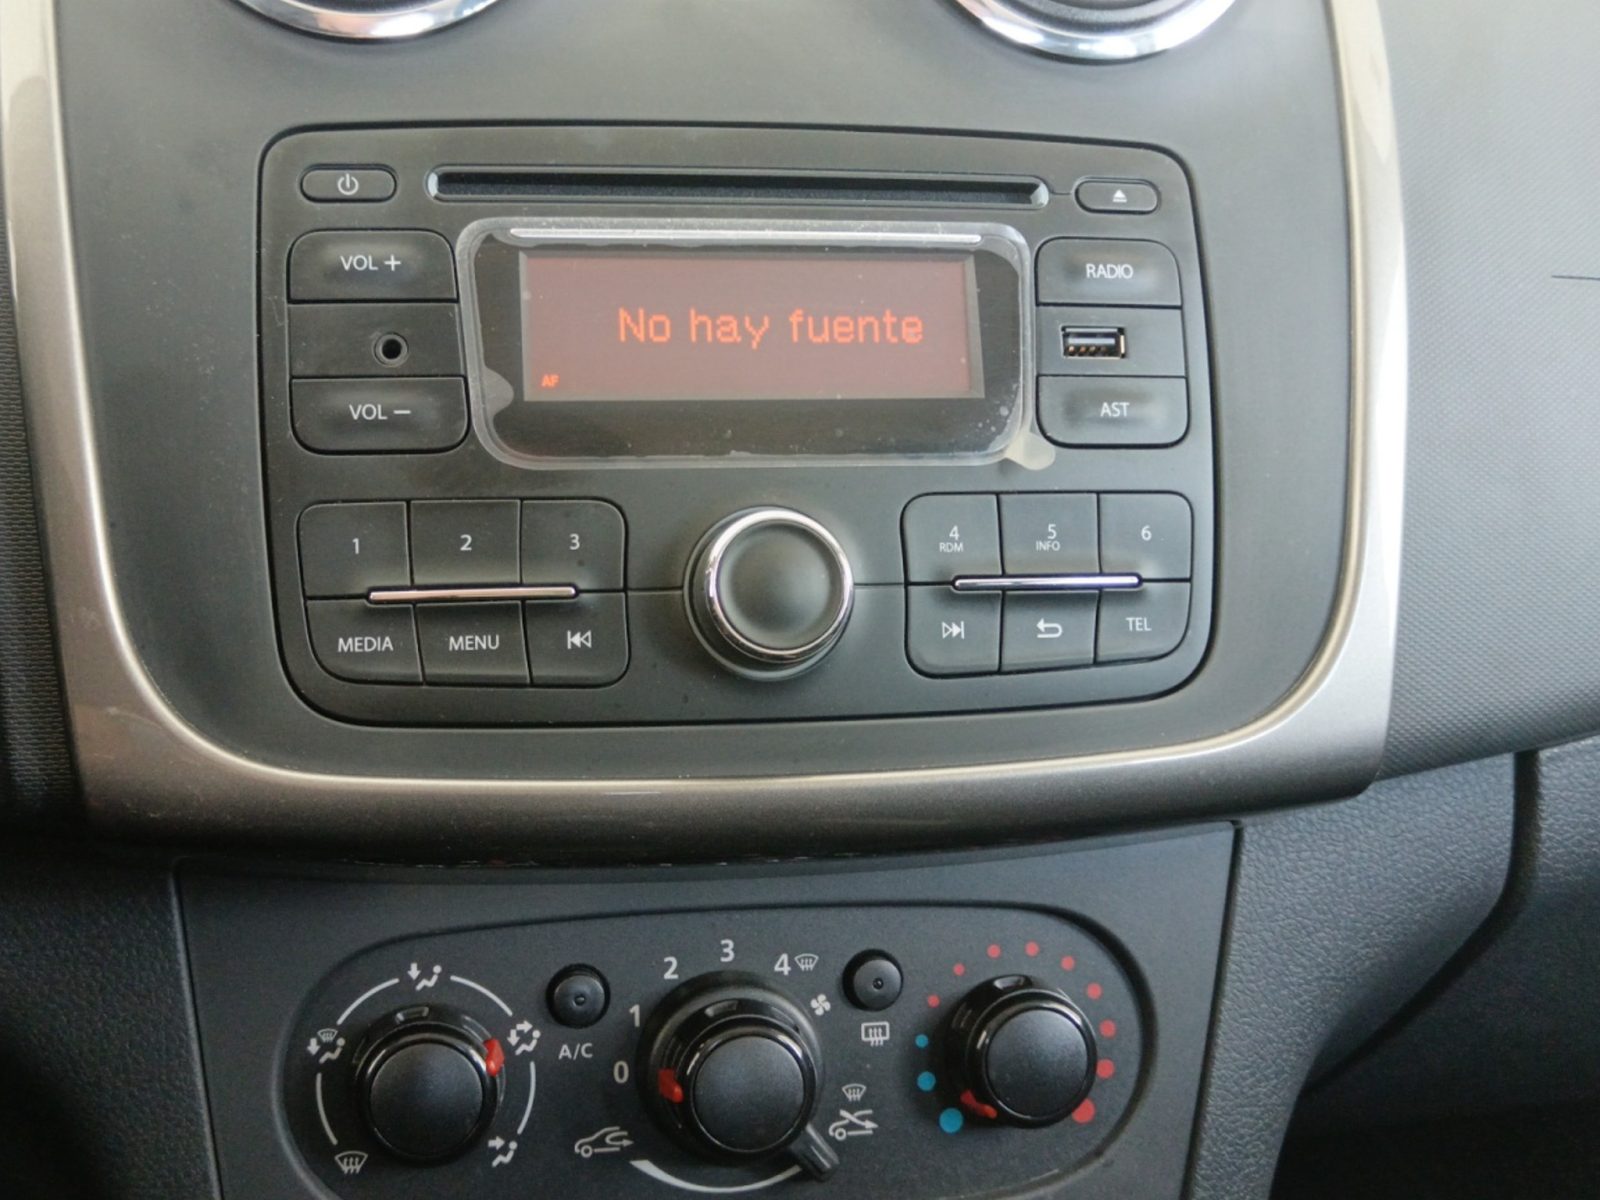 VOL +
No hay fuente
AF
VOL −
RADIO
AST
1
2
3
MEDIA
MENU
4
RDM
5
INFO
6
TEL
A/C
0
1
2
3
4